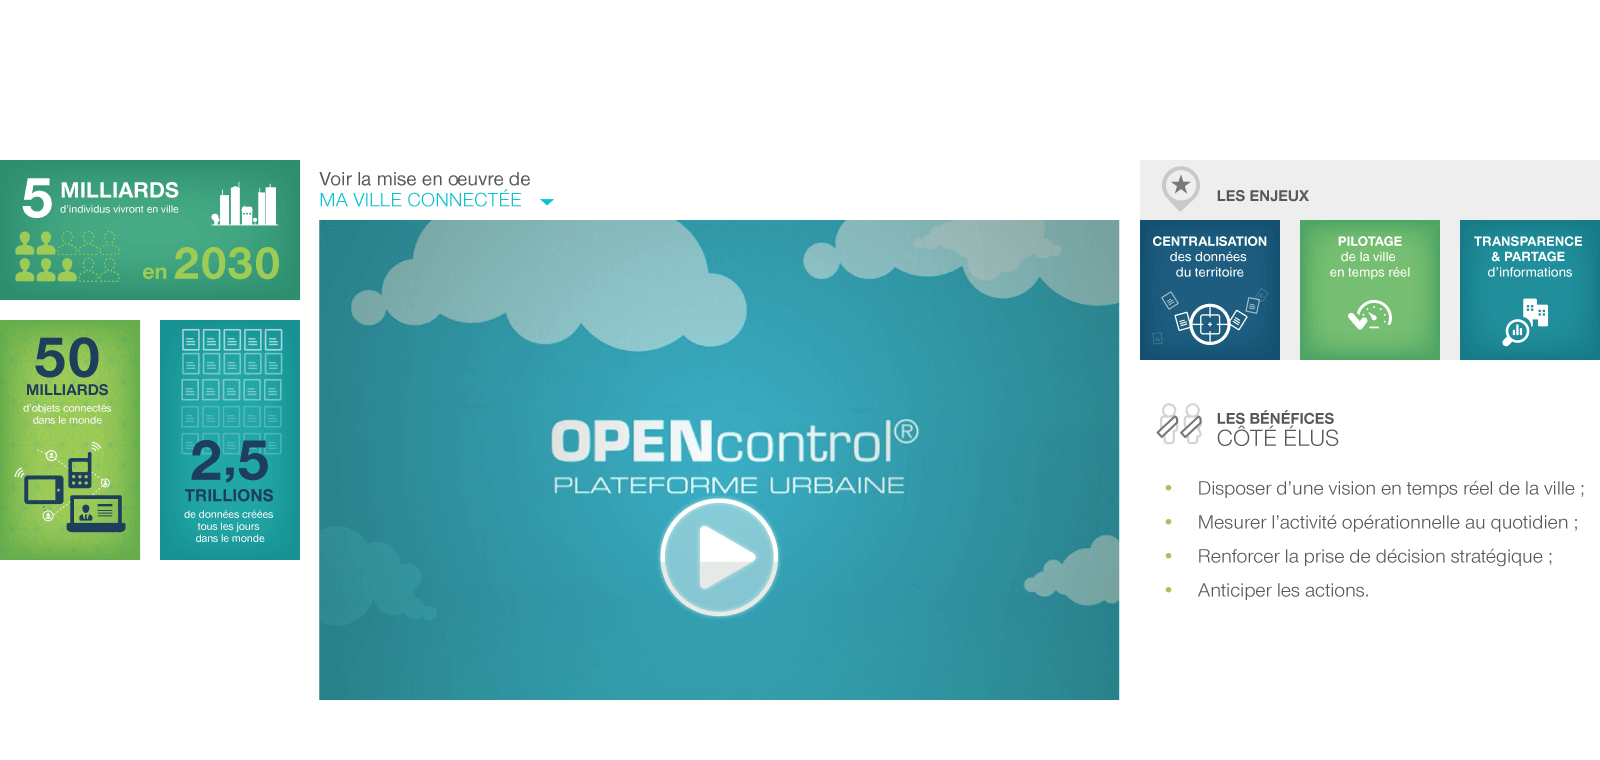 5 MILLIARDS
d'individus vivront en ville
en 2030
50
MILLIARDS
d'objets connectés
dans le monde
2,5
TRILLIONS
de données créées
tous les jours
dans le monde
Voir la mise en œuvre de
MA VILLE CONNECTÉE
OPENcontrol®
PLATEFORME URBAINE
LES ENJEUX
CENTRALISATION
des données
du territoire
PILOTAGE
de la ville
en temps réel
TRANSPARENCE
& PARTAGE
d'informations
LES BÉNÉFICES
CÔTÉ ÉLUS
• Disposer d'une vision en temps réel de la ville ;
• Mesurer l'activité opérationnelle au quotidien ;
• Renforcer la prise de décision stratégique ;
• Anticiper les actions.